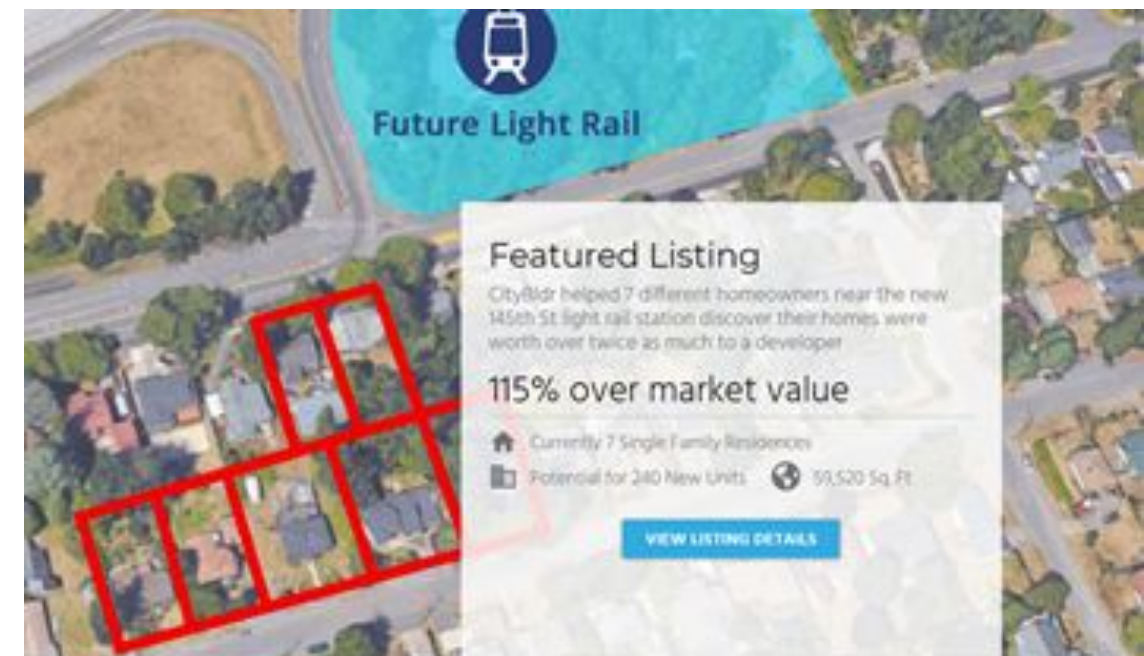 Future Light Rail
Featured Listing
CityBldr helped 7 different homeowners near the new
145th St light rail station discover their homes were
worth over twice as much to a developer
115% over market value
Currently 7 Single Family Residences
Potential for 240 New Units 59,520 Sq. Ft
VIEW LISTING DETAILS